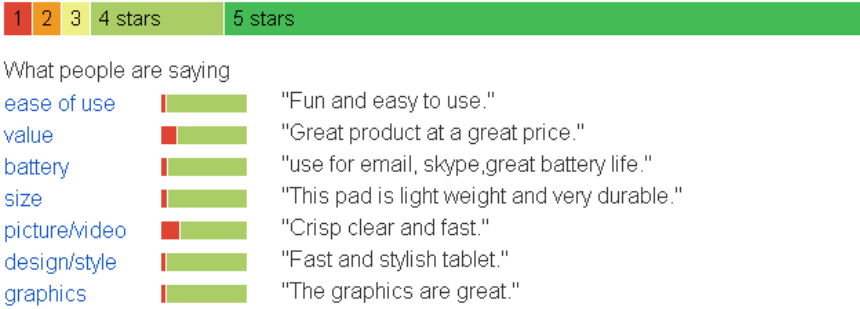 1 2 3 4 stars 5 stars
What people are saying
ease of use "Fun and easy to use."
value "Great product at a great price."
battery "use for email, skype,great battery life."
size "This pad is light weight and very durable."
picture/video "Crisp clear and fast."
design/style "Fast and stylish tablet."
graphics "The graphics are great."